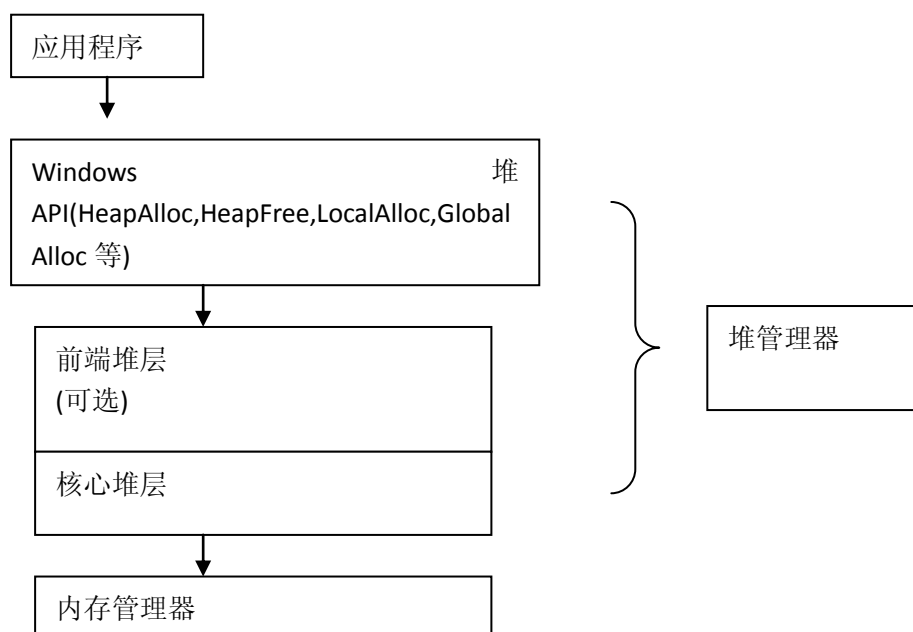 应用程序
Windows 堆
API(HeapAlloc,HeapFree,LocalAlloc,Global
Alloc 等)
前端堆层
(可选)
堆管理器
核心堆层
内存管理器